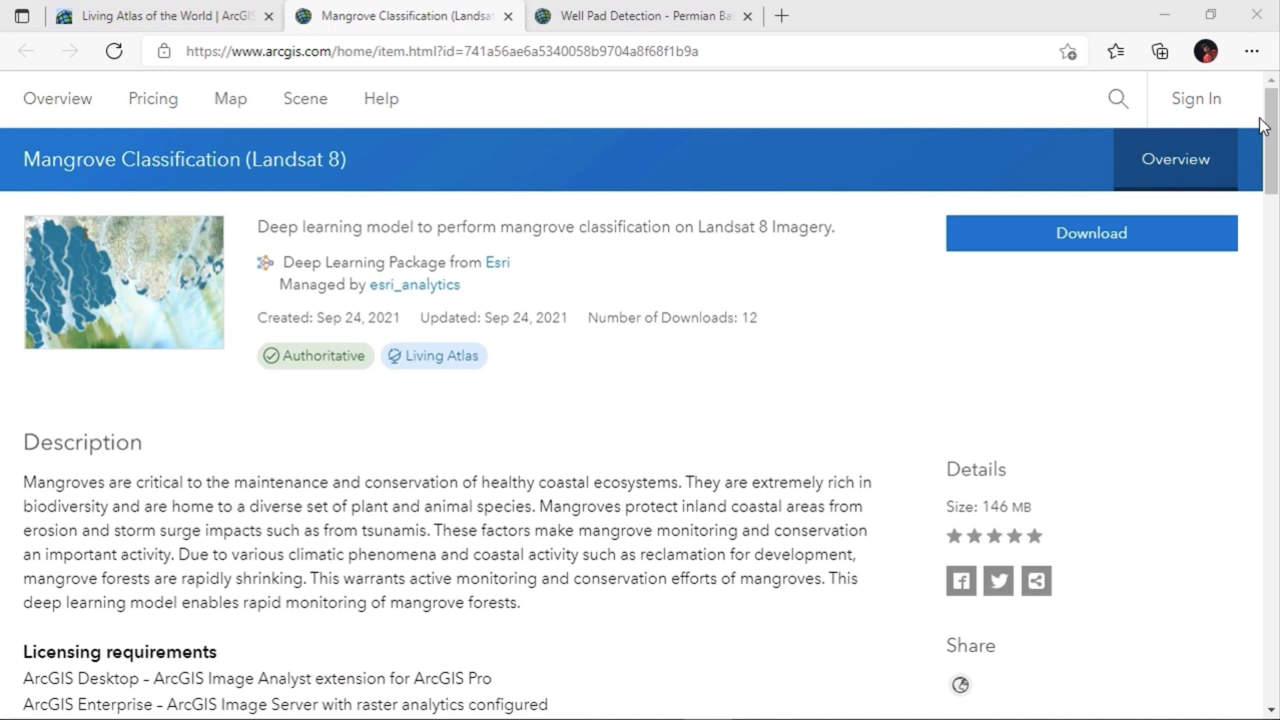 Living Atlas of the World | ArcGIS
Mangrove Classification (Landsat
Well Pad Detection - Permian Ba
https://www.arcgis.com/home/item.html?id=741a56ae6a5340058b9704a8f68f1b9a
Overview
Pricing
Map
Scene
Help
Sign In
Mangrove Classification (Landsat 8)
Overview
Deep learning model to perform mangrove classification on Landsat 8 Imagery.
Download
Deep Learning Package from Esri
Managed by esri_analytics
Created: Sep 24, 2021 Updated: Sep 24, 2021 Number of Downloads: 12
Authoritative
Living Atlas
Description
Mangroves are critical to the maintenance and conservation of healthy coastal ecosystems. They are extremely rich in
biodiversity and are home to a diverse set of plant and animal species. Mangroves protect inland coastal areas from
erosion and storm surge impacts such as from tsunamis. These factors make mangrove monitoring and conservation
an important activity. Due to various climatic phenomena and coastal activity such as reclamation for development,
mangrove forests are rapidly shrinking. This warrants active monitoring and conservation efforts of mangroves. This
deep learning model enables rapid monitoring of mangrove forests.
Licensing requirements
ArcGIS Desktop – ArcGIS Image Analyst extension for ArcGIS Pro
ArcGIS Enterprise – ArcGIS Image Server with raster analytics configured
Details
Size: 146 MB
Share